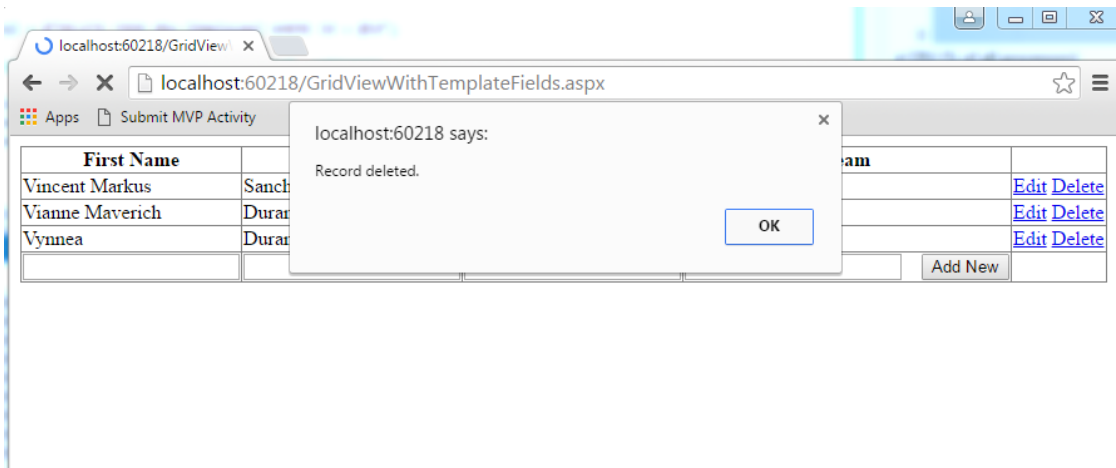 localhost:60218/GridView
localhost:60218/GridViewWithTemplateFields.aspx
Apps Submit MVP Activity
localhost:60218 says:
Record deleted.
OK
First Name am
Vincent Markus Sanch Edit Delete
Vianne Maverich Duran Edit Delete
Vynnea Duran Edit Delete
Add New